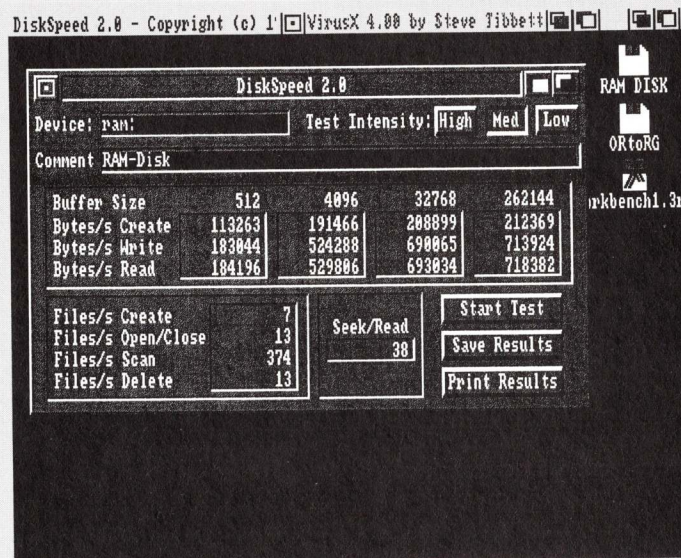 DiskSpeed 2.0 - Copyright (c) 1
VirusX 4.00 by Steve Tibbett
DiskSpeed 2.0
Device: ram:
Test Intensity: High Med Low
Comment RAM-Disk
Buffer Size 512 4096 32768 262144
Bytes/s Create 113263 191466 208899 212369
Bytes/s Write 183044 524288 690065 713924
Bytes/s Read 184196 529806 693034 718382
Files/s Create 7
Files/s Open/Close 13
Files/s Scan 374
Files/s Delete 13
Seek/Read
38
Start Test
Save Results
Print Results
RAM DISK
ORtoRG
orkbench1.3